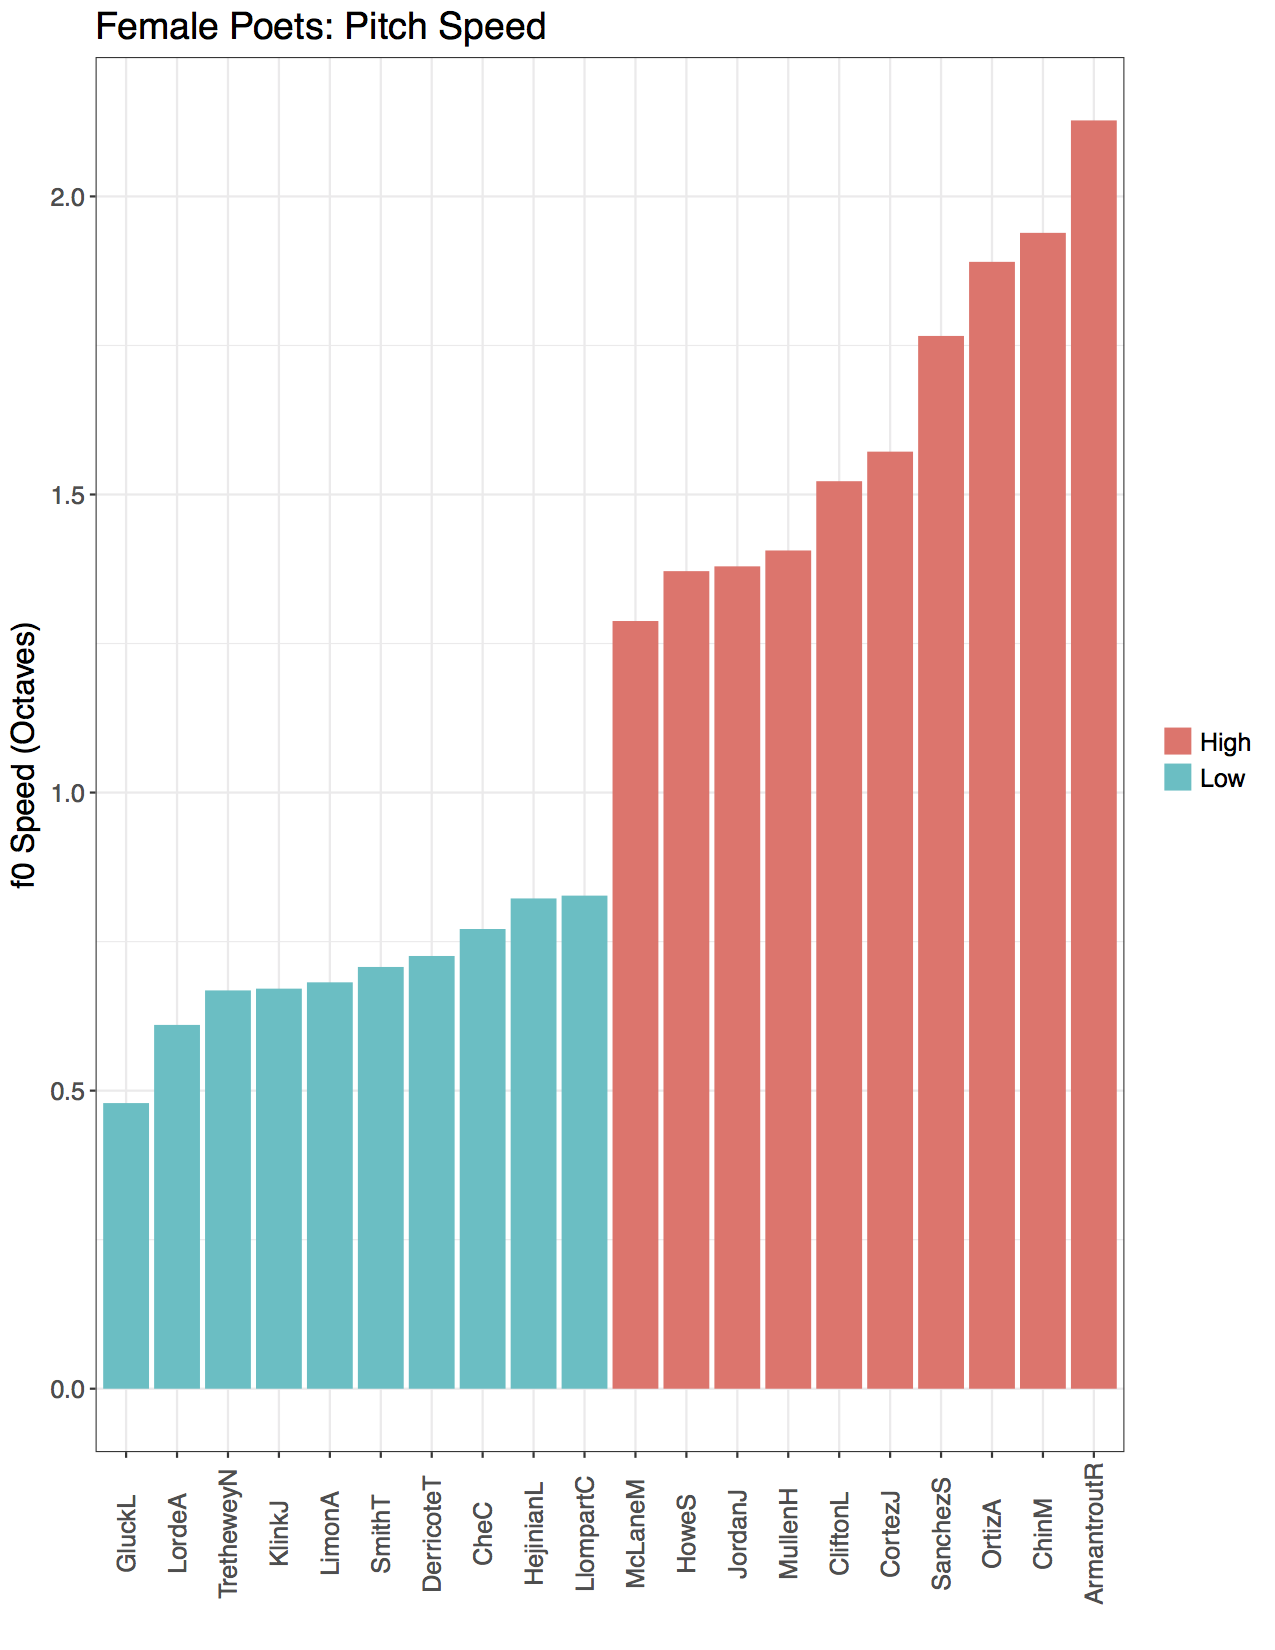 Female Poets: Pitch Speed
f0 Speed (Octaves)
2.0
1.5
1.0
0.5
0.0
High
Low
GluckL
LordeA
TretheweyN
KlinkJ
LimonA
SmithT
DerricoteT
CheC
HejinianL
LlompartC
McLaneM
HoweS
JordanJ
MullenH
CliftonL
CortezJ
SanchezS
OrtizA
ChinM
ArmantroutR